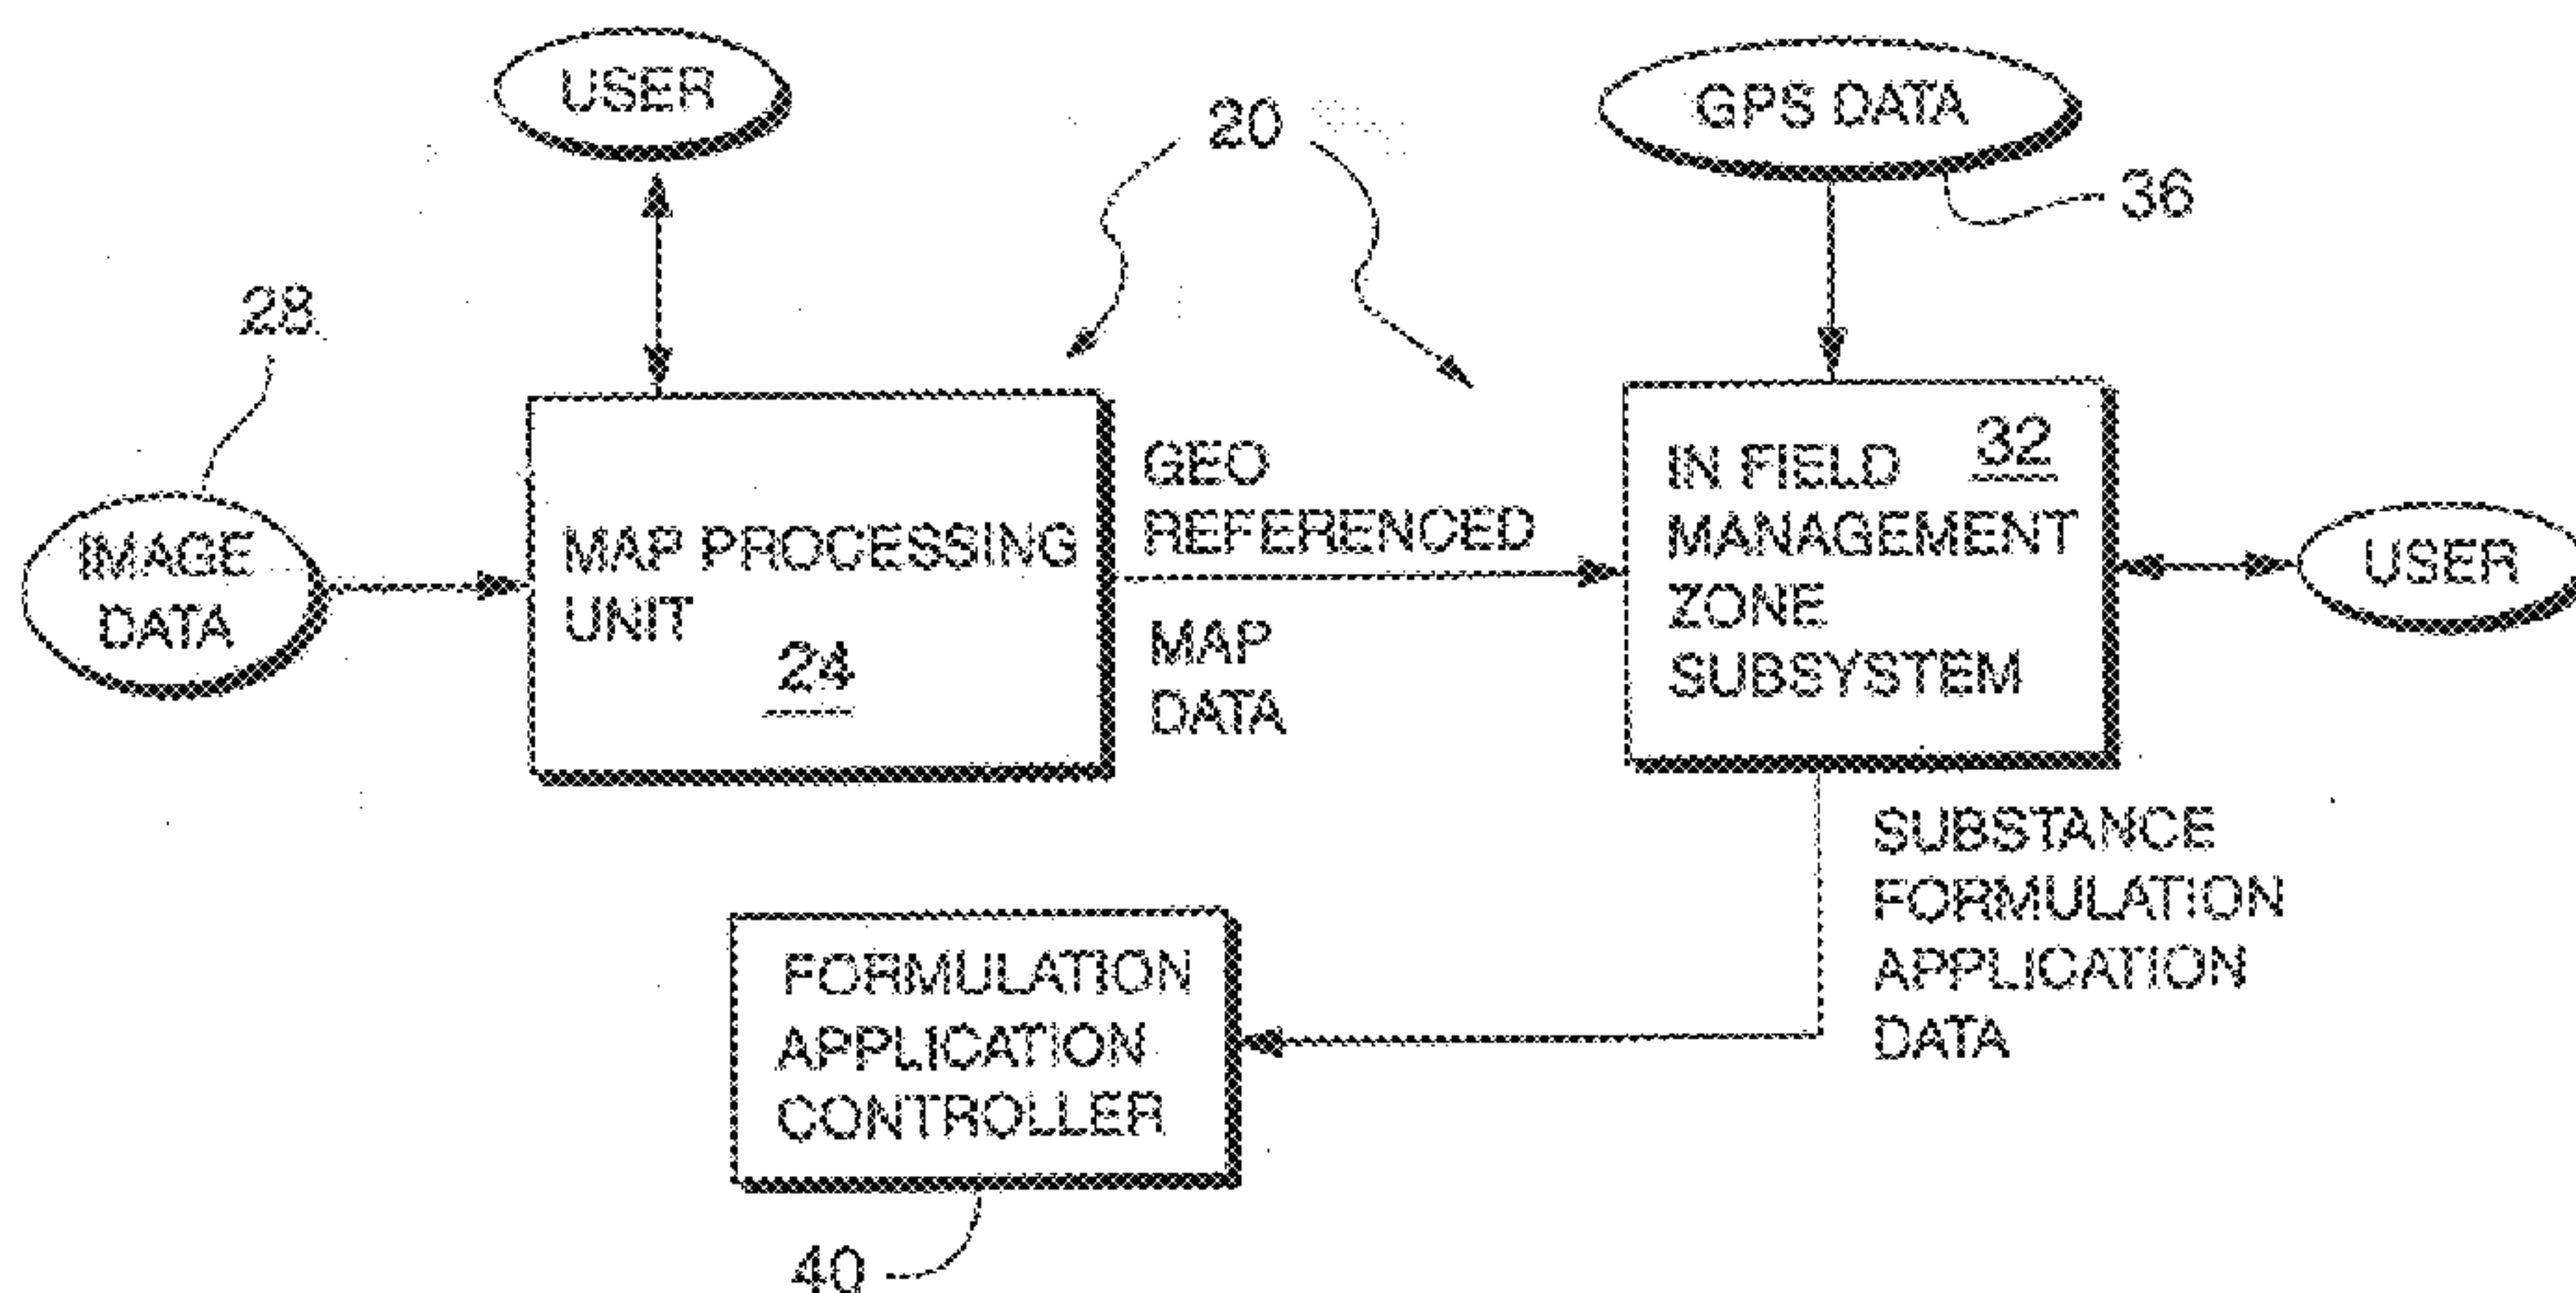 USER
20
GPS DATA
36
28
IMAGE
DATA
MAP PROCESSING
UNIT
24
GEO
REFERENCED
MAP
DATA
IN FIELD
32
MANAGEMENT
ZONE
SUBSYSTEM
USER
SUBSTANCE
FORMULATION
APPLICATION
DATA
FORMULATION
APPLICATION
CONTROLLER
40